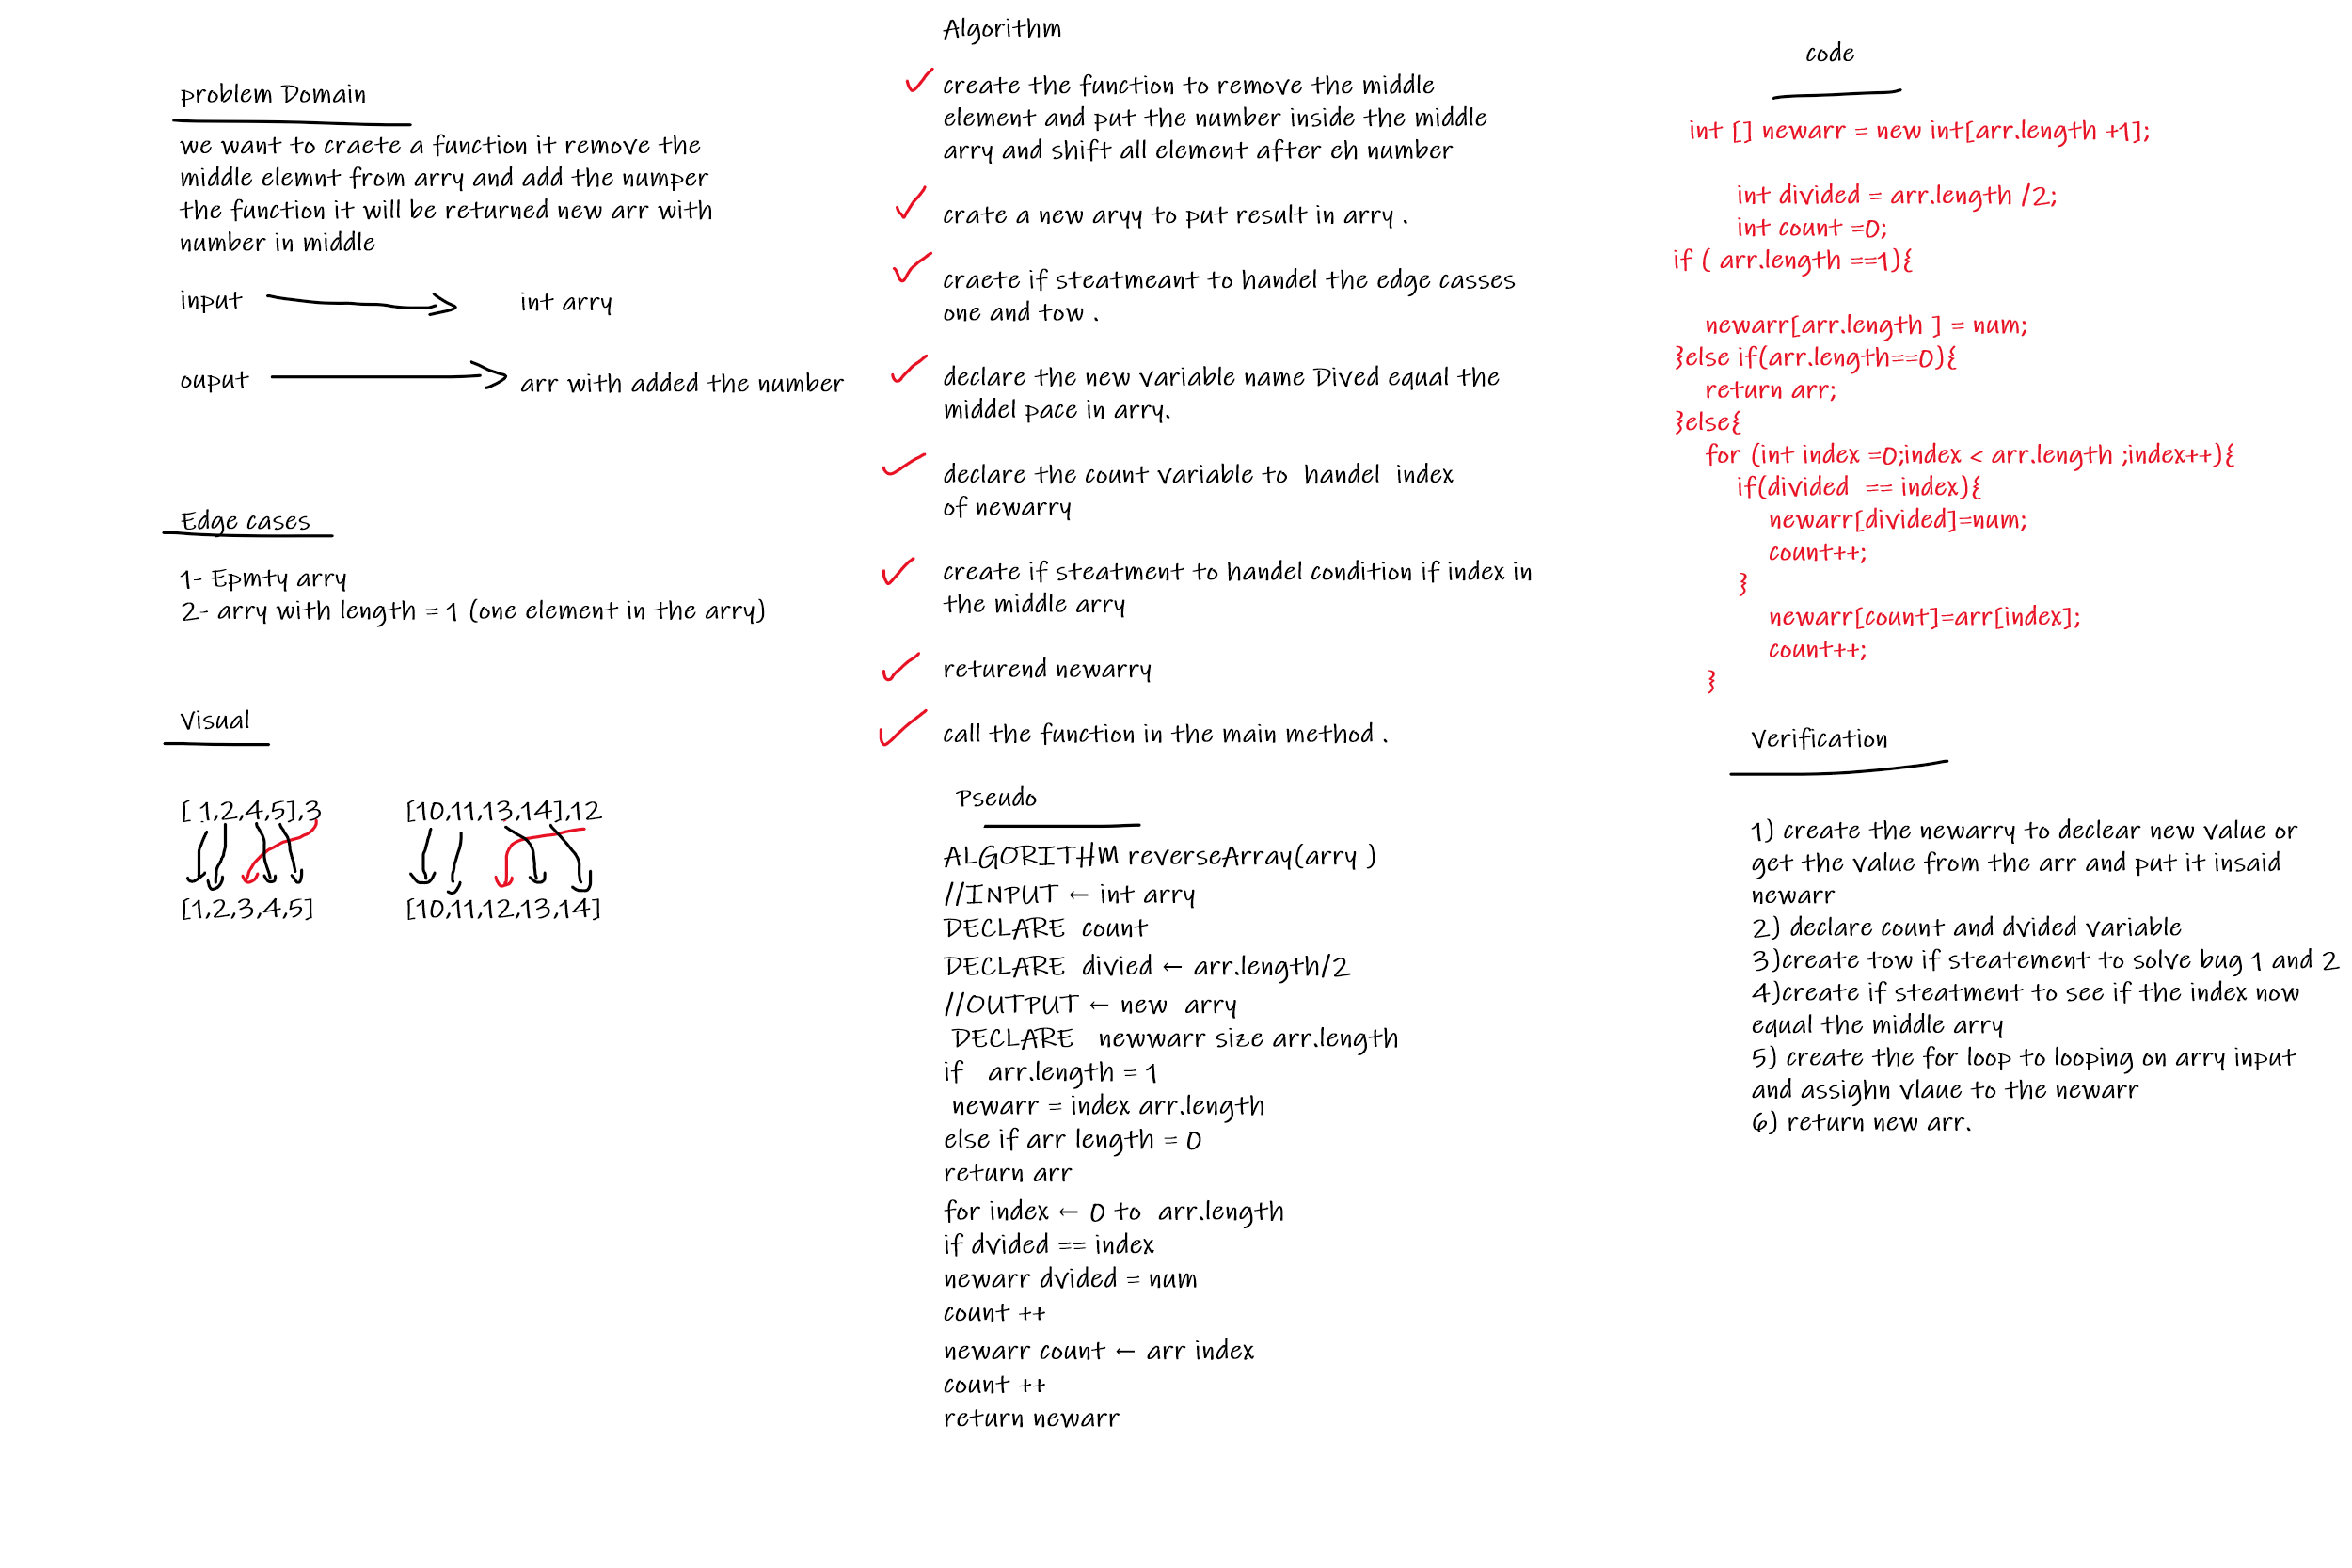 problem Domain
we want to craete a function it remove the
middle elemnt from arry and add the numper
the function it will be returned new arr with
number in middle
input
int arry
ouput
arr with added the number
Edge cases
1- Epmty arry
2- arry with length = 1 (one element in the arry)
Visual
[ 1,2,4,5],3
[10,11,13,14],12
[1,2,3,4,5]
[10,11,12,13,14]
Algorithm
create the function to remove the middle
element and put the number inside the middle
arry and shift all element after eh number
crate a new aryy to put result in arry .
craete if steatmeant to handel the edge casses
one and tow .
declare the new variable name Dived equal the
middel pace in arry.
declare the count variable to handel index
of newarry
create if steatment to handel condition if index in
the middle arry
returend newarry
call the function in the main method .
Pseudo
ALGORITHM reverseArray(arry )
//INPUT ← int arry
DECLARE count
DECLARE divied ← arr.length/2
//OUTPUT ← new arry
DECLARE newwarr size arr.length
if arr.length = 1
newarr = index arr.length
else if arr length = 0
return arr
for index ← 0 to arr.length
if dvided == index
newarr dvided = num
count ++
newarr count ← arr index
count ++
return newarr
code
int [] newarr = new int[arr.length +1];
int divided = arr.length /2;
int count =0;
if ( arr.length ==1){
newarr[arr.length ] = num;
}else if(arr.length==0){
return arr;
}else{
for (int index =0;index < arr.length ;index++){
if(divided == index){
newarr[divided]=num;
count++;
}
newarr[count]=arr[index];
count++;
}
Verification
1) create the newarry to declear new value or
get the value from the arr and put it insaid
newarr
2) declare count and dvided variable
3)create tow if steatement to solve bug 1 and 2
4)create if steatment to see if the index now
equal the middle arry
5) create the for loop to looping on arry input
and assighn vlaue to the newarr
6) return new arr.